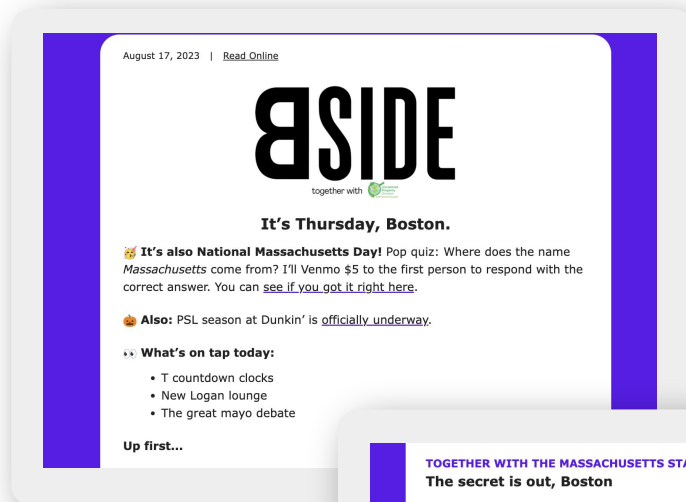 August 17, 2023 | Read Online
BSIDE
together with
It’s Thursday, Boston.
🥳 It’s also National Massachusetts Day! Pop quiz: Where does the name
Massachusetts come from? I’ll Venmo $5 to the first person to respond with the
correct answer. You can see if you got it right here.
🎃 Also: PSL season at Dunkin’ is officially underway.
👀 What’s on tap today:
• T countdown clocks
• New Logan lounge
• The great mayo debate
Up first...
TOGETHER WITH THE MASSACHUSETTS STA
The secret is out, Boston